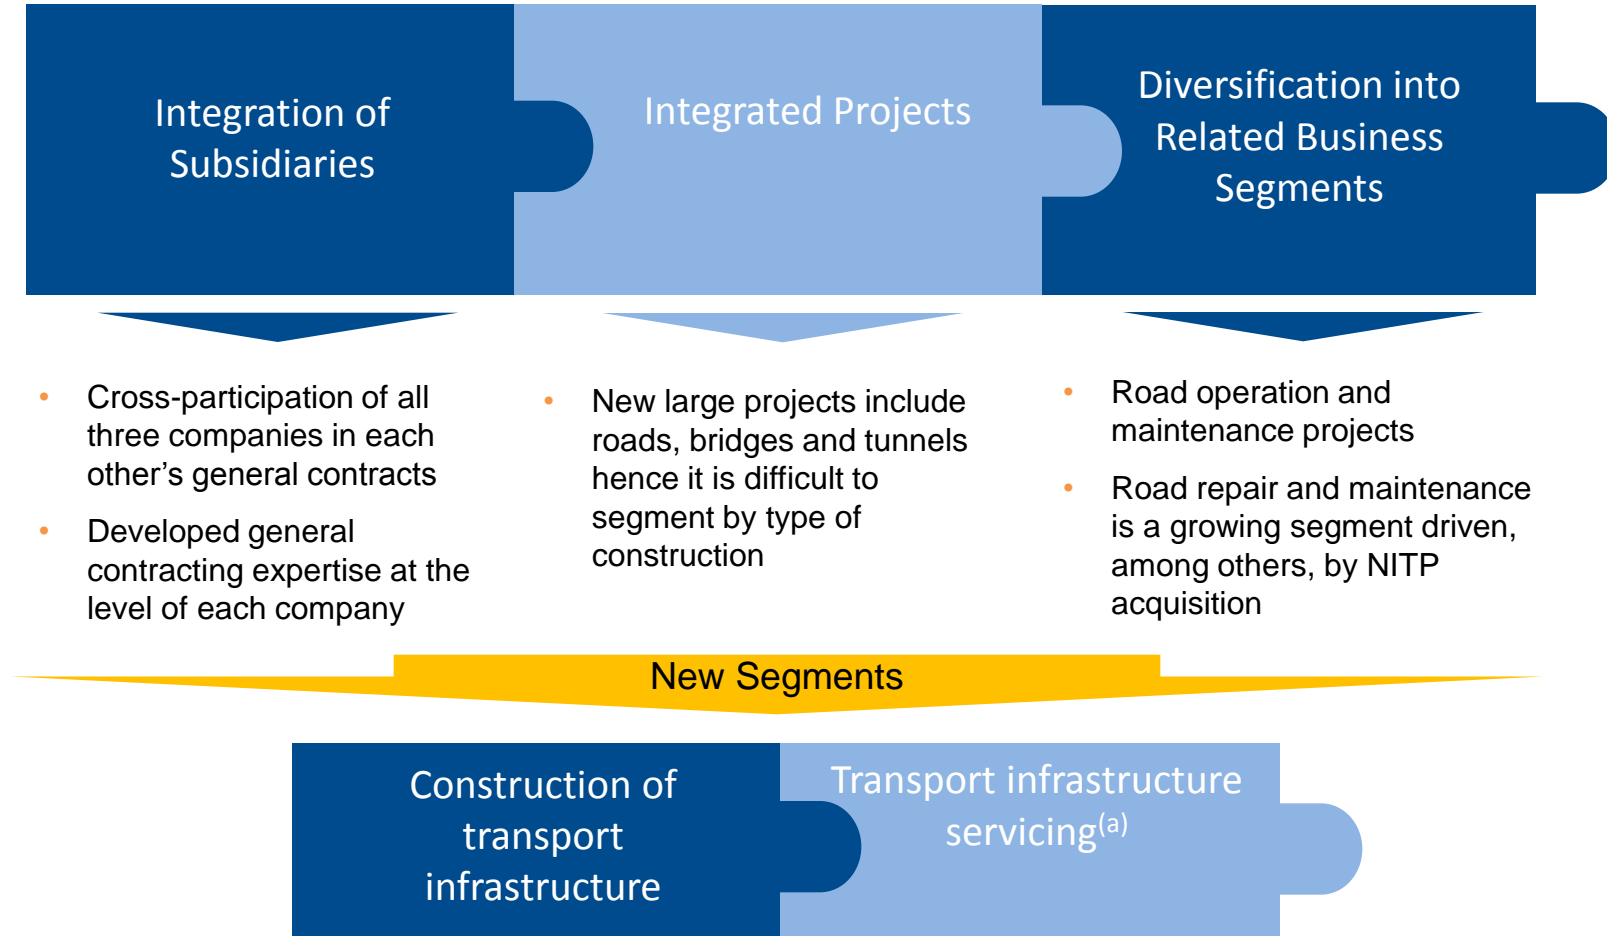 Integration of
Subsidiaries
Integrated Projects
Diversification into
Related Business
Segments
• Cross-participation of all
three companies in each
other’s general contracts
• Developed general
contracting expertise at the
level of each company
• New large projects include
roads, bridges and tunnels
hence it is difficult to
segment by type of
construction
• Road operation and
maintenance projects
• Road repair and maintenance
is a growing segment driven,
among others, by NITP
acquisition
New Segments
Construction of
transport
infrastructure
Transport infrastructure
servicing(a)